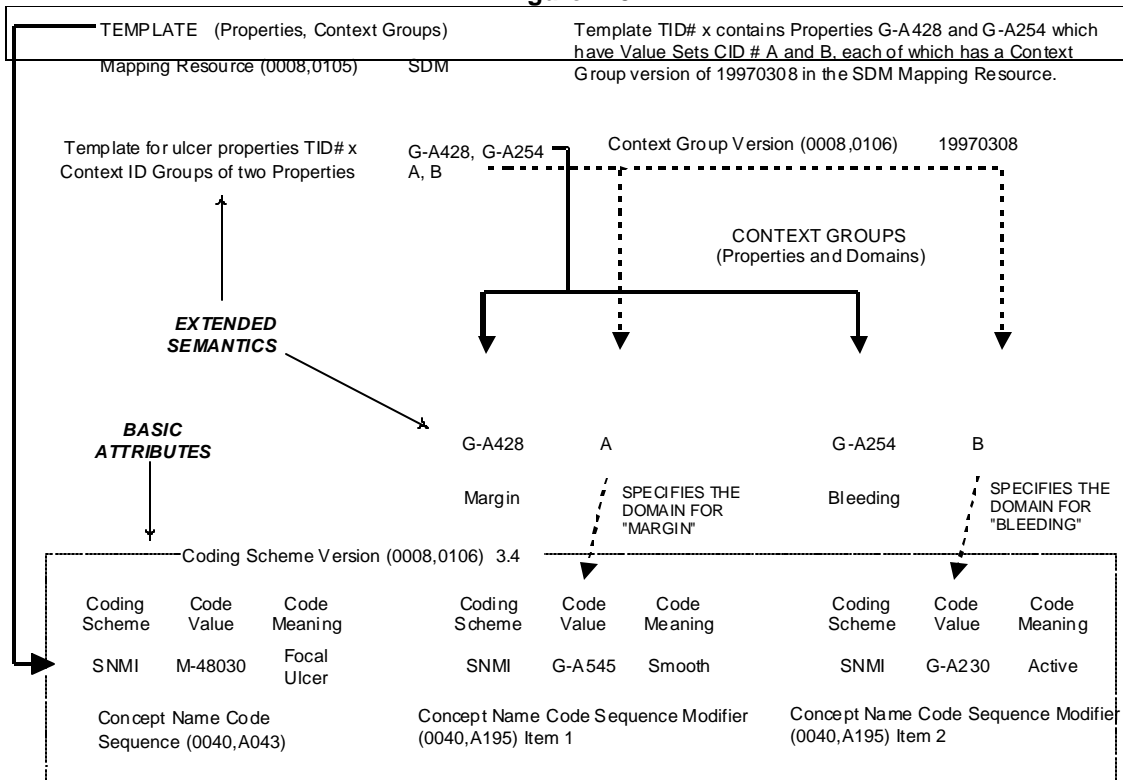 TEMPLATE (Properties, Context Groups)
Template TID# x contains Properties G-A428 and G-A254 which
have Value Sets CID # A and B, each of which has a Context
Group version of 19970308 in the SDM Mapping Resource.
Mapping Resource (0008,0105) SDM
Template for ulcer properties TID# x
Context ID Groups of two Properties
G-A428, G-A254
A, B
Context Group Version (0008,0106) 19970308
CONTEXT GROUPS
(Properties and Domains)
EXTENDED
SEMANTICS
BASIC
ATTRIBUTES
G-A428 A G-A254 B
Margin
SPECIFIES THE
DOMAIN FOR
"MARGIN"
Bleeding
SPECIFIES THE
DOMAIN FOR
"BLEEDING"
Coding Scheme Version (0008,0106) 3.4
Coding
Scheme
Code
Value
Code
Meaning
Coding
Scheme
Code
Value
Code
Meaning
Coding
Scheme
Code
Value
Code
Meaning
SNMI M-48030
Focal
Ulcer
SNMI G-A545 Smooth
SNMI G-A230 Active
Concept Name Code
Sequence (0040,A043)
Concept Name Code Sequence Modifier
(0040,A195) Item 1
Concept Name Code Sequence Modifier
(0040,A195) Item 2